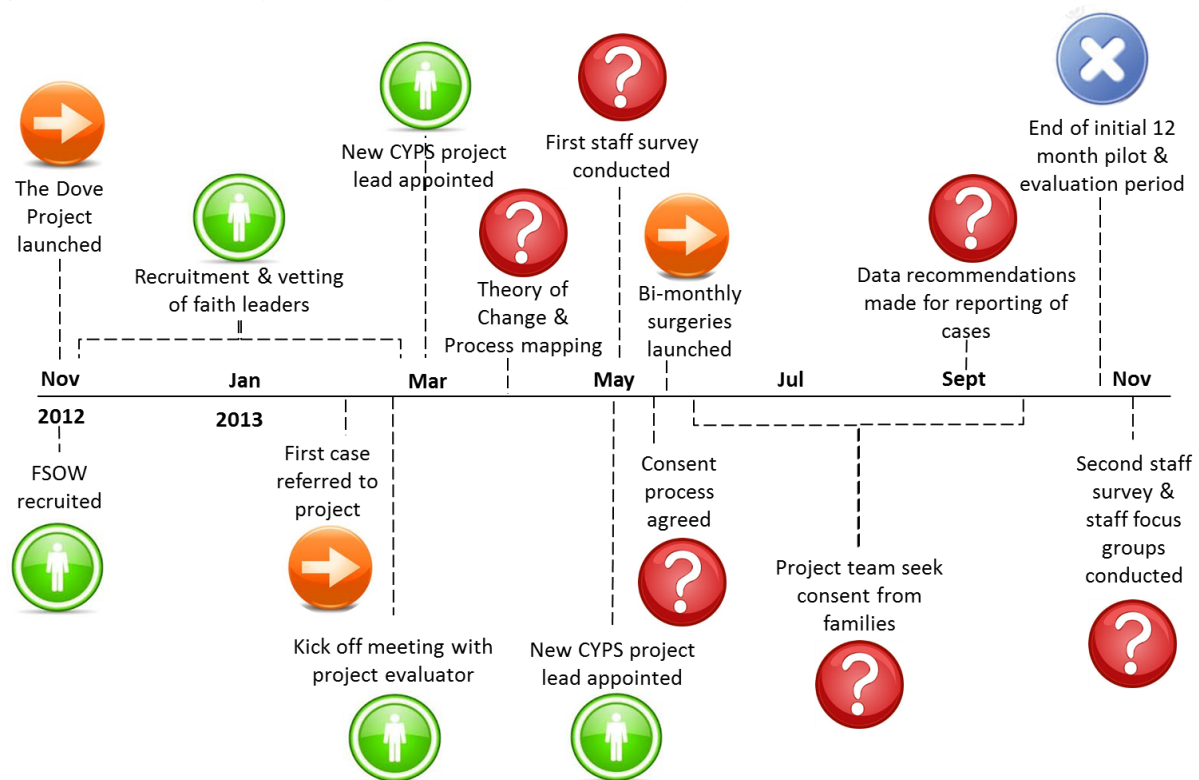 The Dove
Project
launched
Recruitment & vetting
of faith leaders
New CYPS project
lead appointed
Theory of
Change &
Process mapping
First staff survey
conducted
Bi-monthly
surgeries
launched
Data recommendations
made for reporting of
cases
End of initial 12
month pilot &
evaluation period
Nov Jan Mar May Jul Sept Nov
2012 2013
FSOW
recruited
First case
referred to
project
Kick off meeting with
project evaluator
New CYPS project
lead appointed
Consent
process
agreed
Project team seek
consent from
families
Second staff
survey &
staff focus
groups
conducted